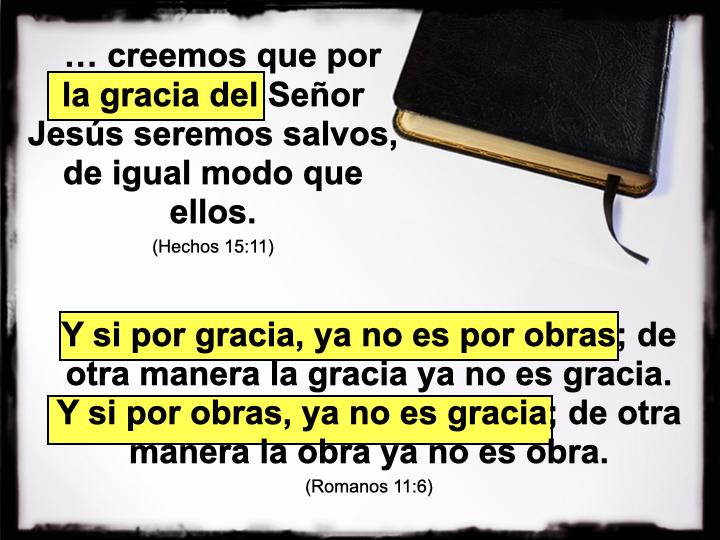 … creemos que por
la gracia del Señor
Jesús seremos salvos,
de igual modo que
ellos.
(Hechos 15:11)
Y si por gracia, ya no es por obras; de
otra manera la gracia ya no es gracia.
Y si por obras, ya no es gracia; de otra
manera la obra ya no es obra.
(Romanos 11:6)